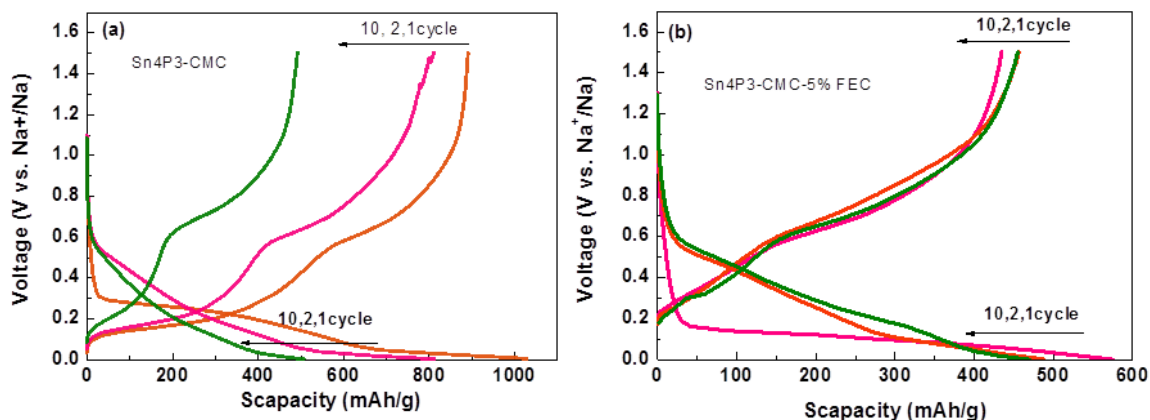 (a)
10, 2,1cycle
Sn4P3-CMC
10,2,1cycle
Voltage (V vs. Na+/Na)
1.6
1.4
1.2
1.0
0.8
0.6
0.4
0.2
0.0
0 200 400 600 800 1000
Scapacity (mAh/g)
(b)
10,2,1cycle
Sn4P3-CMC-5% FEC
10,2,1cycle
Voltage (V vs. Na⁺/Na)
1.6
1.4
1.2
1.0
0.8
0.6
0.4
0.2
0.0
0 100 200 300 400 500 600
Scapacity (mAh/g)